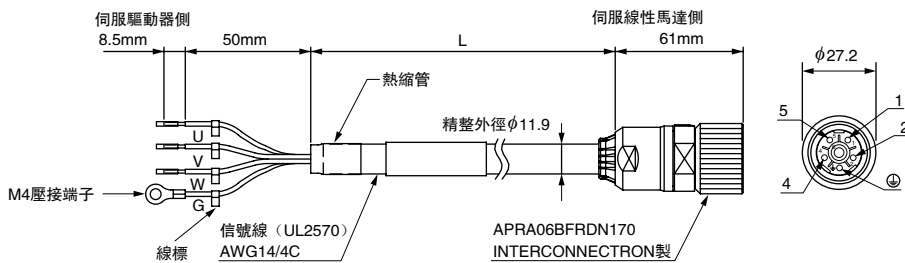 伺服驅動器側
伺服線性馬達側
8.5mm
50mm
L
61mm
φ27.2
熱縮管
精整外徑φ11.9
U
V
W
G
M4壓接端子
線標
信號線（UL2570）
AWG14/4C
APRA06BFRDN170
INTERCONNECTRON製
5
1
2
4